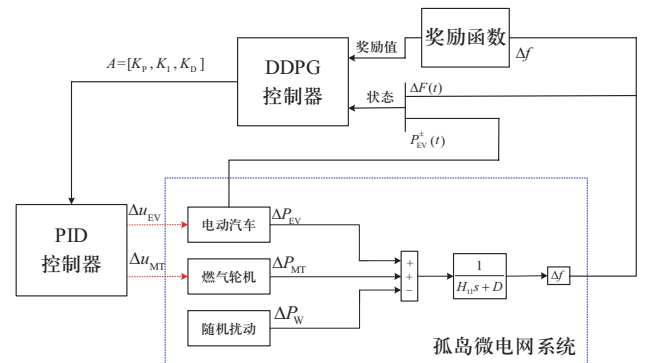 奖励函数
奖励值
Δf
A=[K_P, K_I, K_D]
DDPG
控制器
状态
ΔF(t)
P_EV^±(t)
PID
控制器
Δu_EV
电动汽车
ΔP_EV
Δu_MT
燃气轮机
ΔP_MT
+
+
−
1
H_t1 s + D
Δf
随机扰动
ΔP_W
孤岛微电网系统